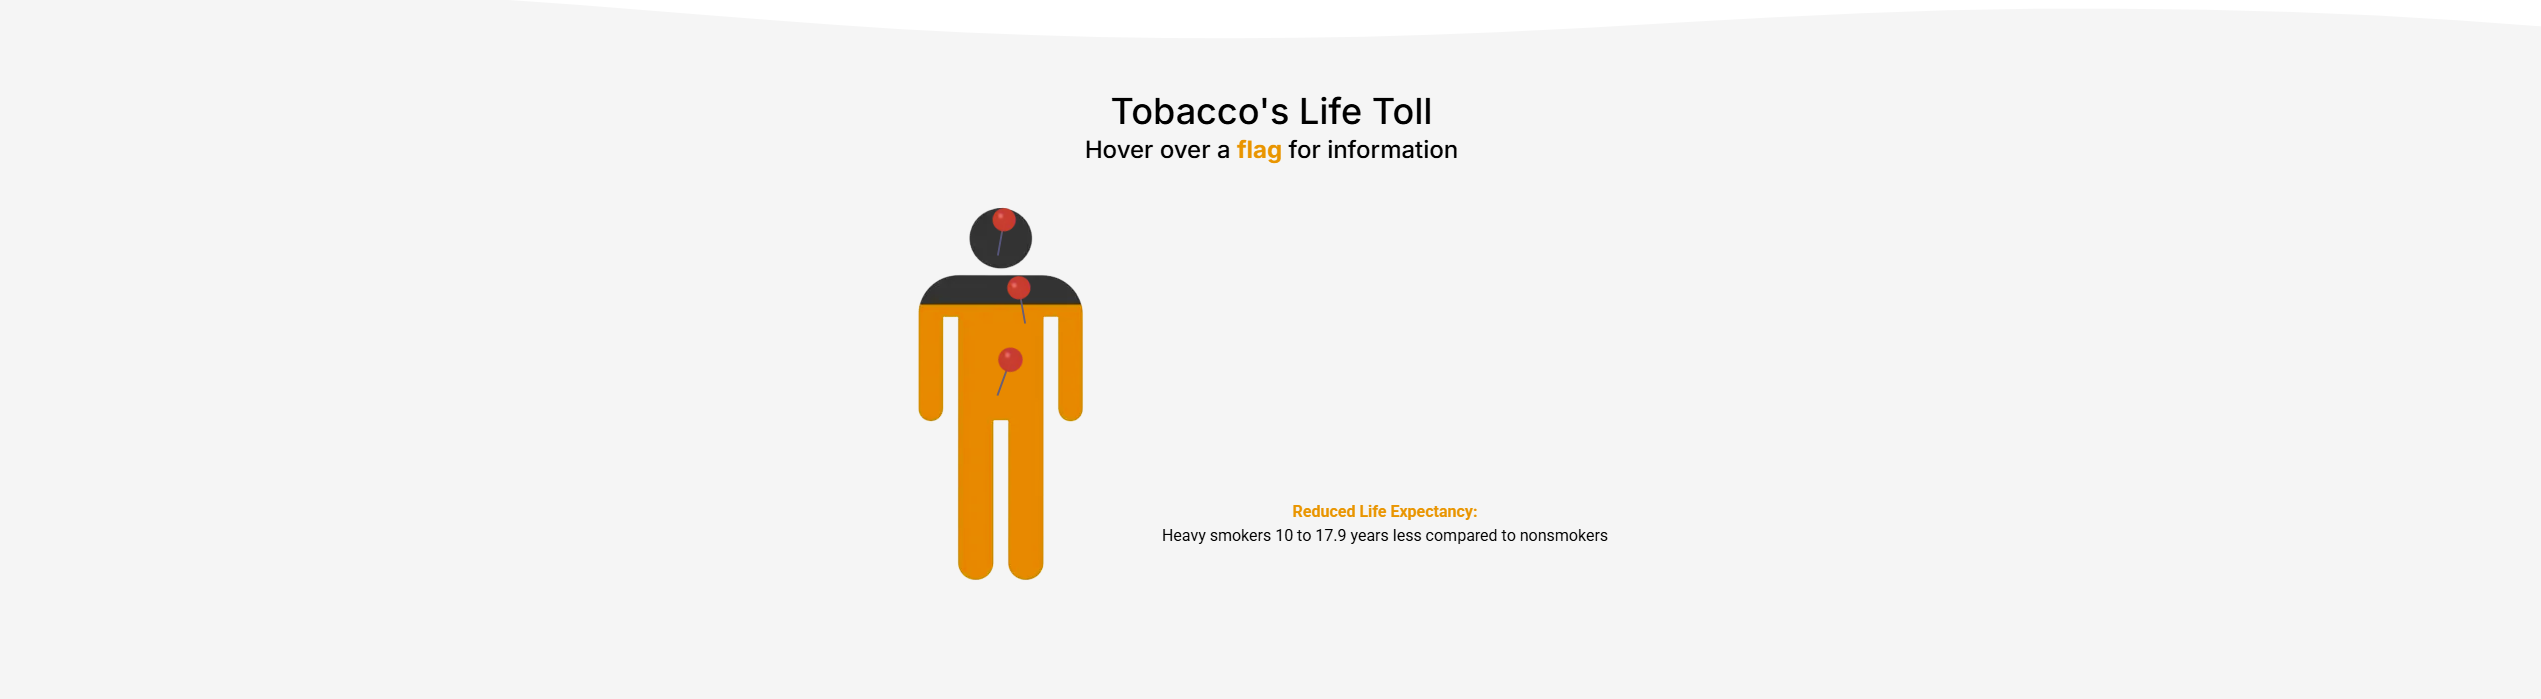 Tobacco's Life Toll
Hover over a flag for information
Reduced Life Expectancy:
Heavy smokers 10 to 17.9 years less compared to nonsmokers